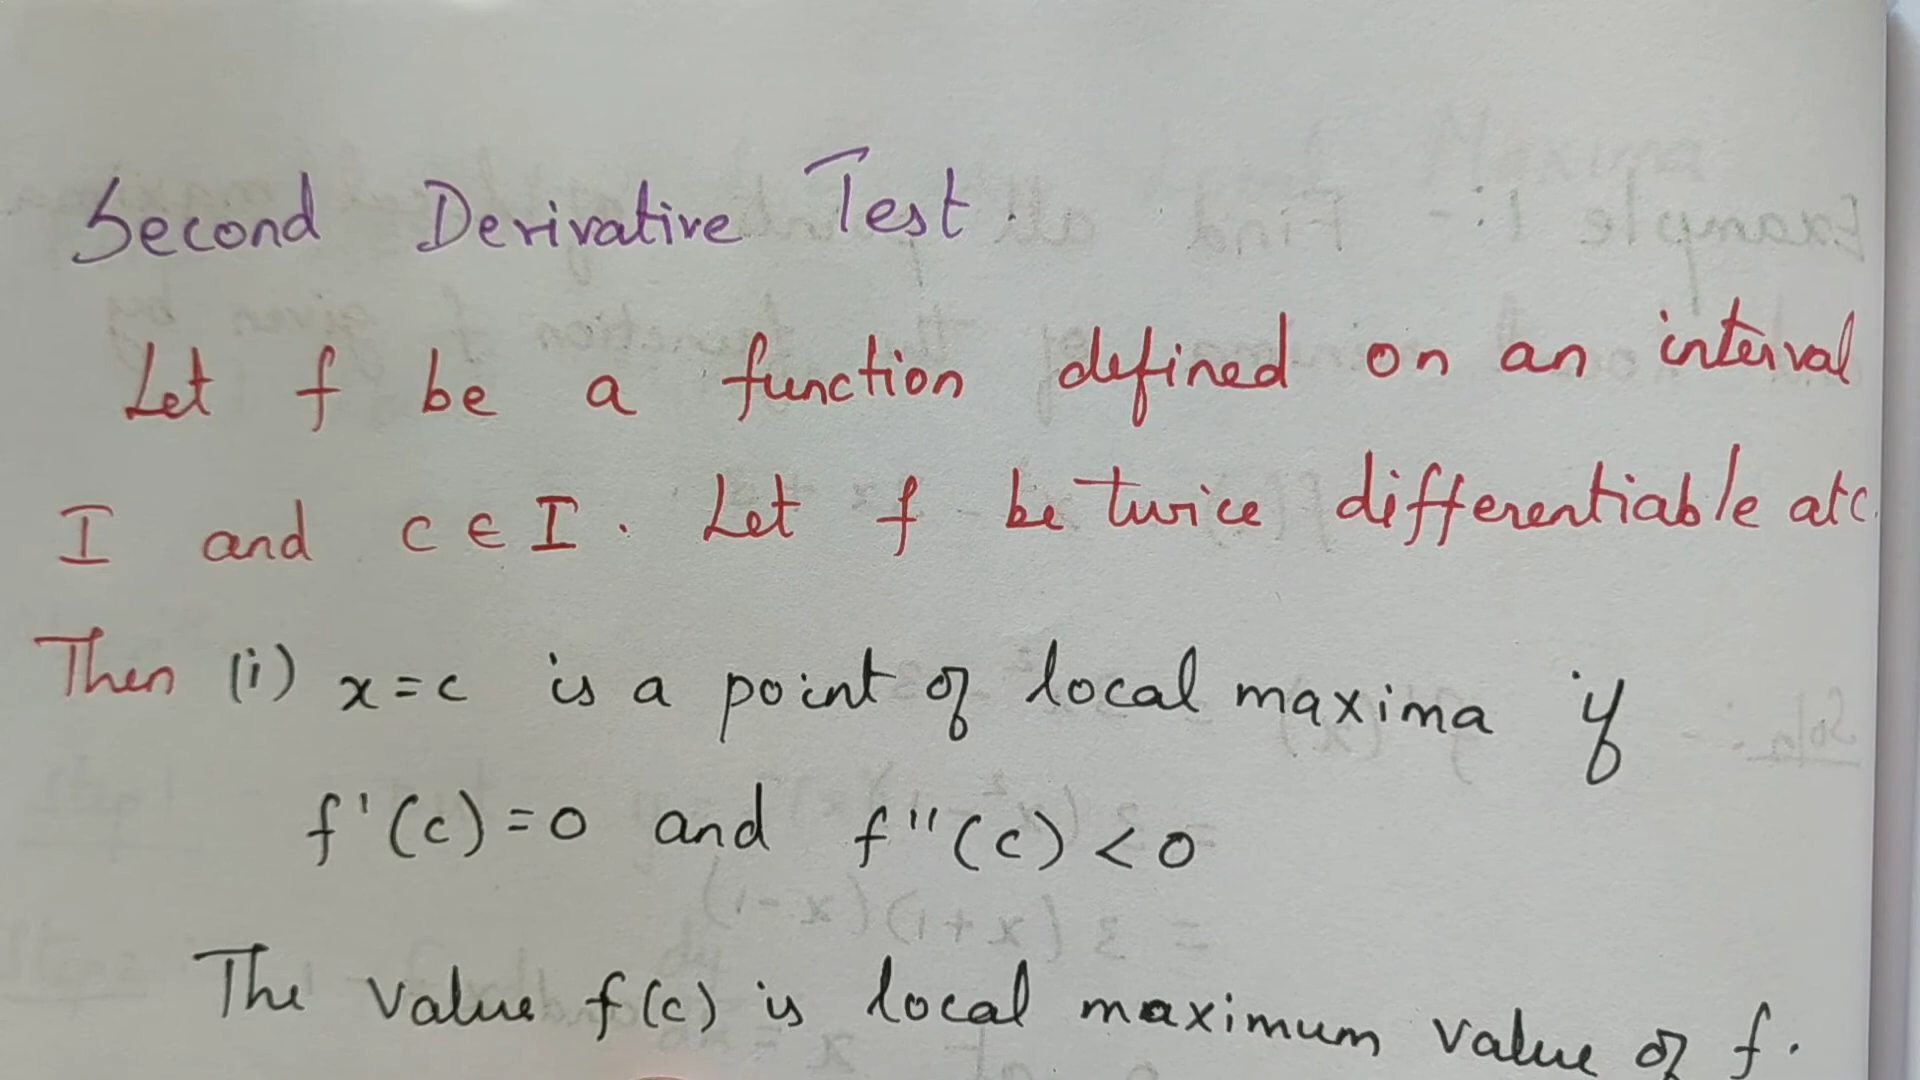 Second Derivative Test
Let f be a function defined on an interval
I and c ∈ I. Let f be twice differentiable at c.
Then (i) x = c is a point of local maxima if
f'(c) = 0 and f''(c) < 0
The value f(c) is local maximum value of f.